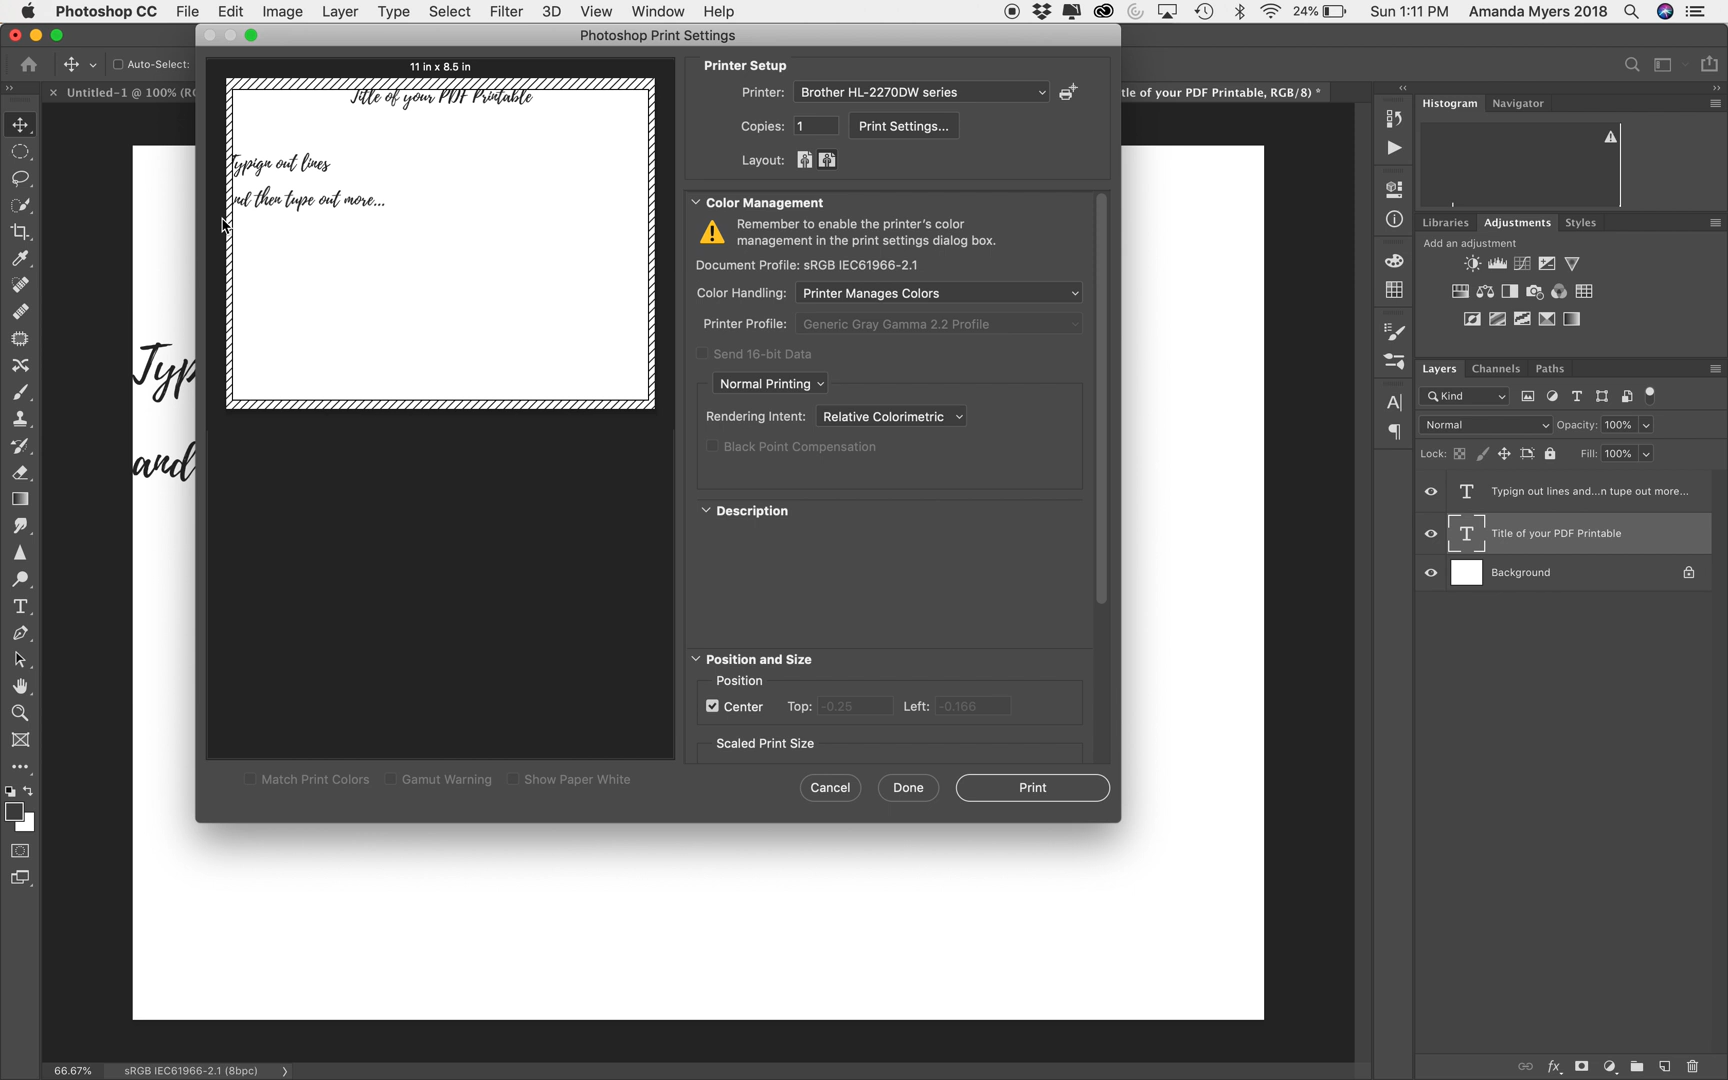 Photoshop CC File Edit Image Layer Type Select Filter 3D View Window Help 24% Sun 1:11 PM Amanda Myers 2018
Photoshop Print Settings
Auto-Select:
Untitled-1 @ 100% (RG
tle of your PDF Printable, RGB/8) *
11 in x 8.5 in
Title of your PDF Printable
Typign out lines
nd then tupe out more...
Typ
and
Match Print Colors Gamut Warning Show Paper White
Printer Setup
Printer: Brother HL-2270DW series
Copies: 1 Print Settings...
Layout:
Color Management
Remember to enable the printer's color
management in the print settings dialog box.
Document Profile: sRGB IEC61966-2.1
Color Handling: Printer Manages Colors
Printer Profile: Generic Gray Gamma 2.2 Profile
Send 16-bit Data
Normal Printing
Rendering Intent: Relative Colorimetric
Black Point Compensation
Description
Position and Size
Position
Center Top: -0.25 Left: -0.166
Scaled Print Size
Cancel Done Print
Histogram Navigator
Libraries Adjustments Styles
Add an adjustment
Layers Channels Paths
Kind
Normal Opacity: 100%
Lock: Fill: 100%
Typign out lines and...n tupe out more...
Title of your PDF Printable
Background
66.67% sRGB IEC61966-2.1 (8bpc)